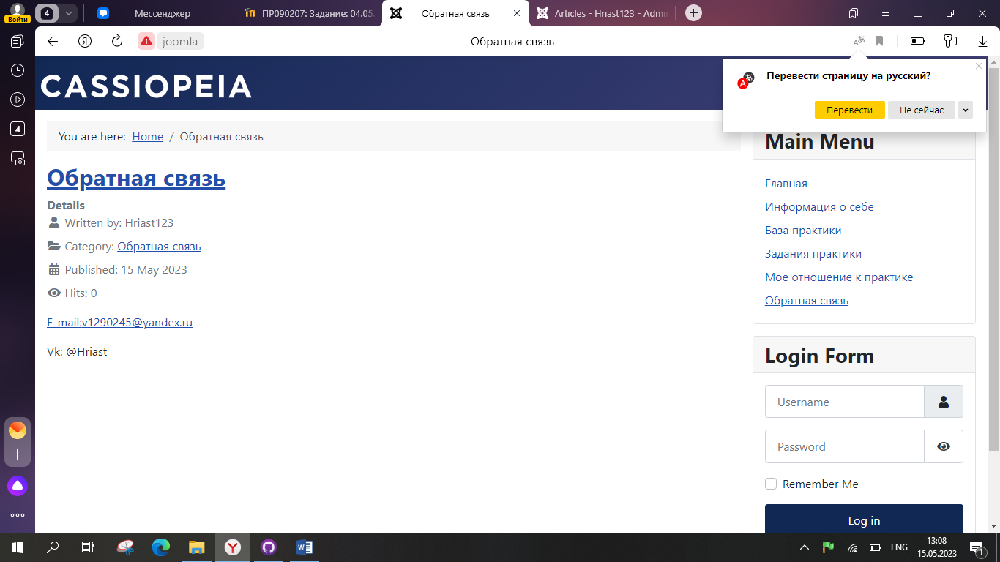 Войти
4
Мессенджер
ПР090207: Задание: 04.05.
Обратная связь
Articles - Hriast123 - Admin
joomla
Обратная связь
Перевести страницу на русский?
Перевести
Не сейчас
CASSIOPEIA
You are here: Home / Обратная связь
Обратная связь
Details
Written by: Hriast123
Category: Обратная связь
Published: 15 May 2023
Hits: 0
E-mail:v1290245@yandex.ru
Vk: @Hriast
Main Menu
Главная
Информация о себе
База практики
Задания практики
Мое отношение к практике
Обратная связь
Login Form
Username
Password
Remember Me
Log in
4
ENG
13:08
15.05.2023
1